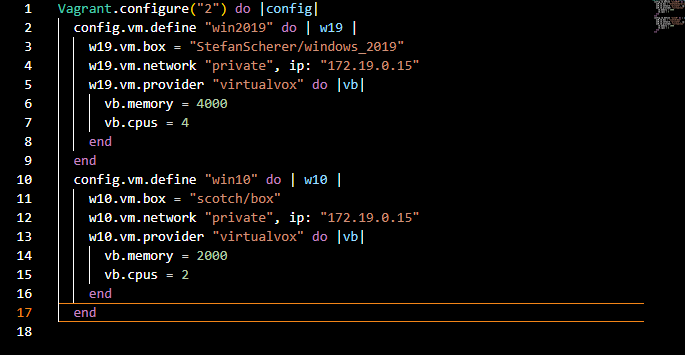 1 Vagrant.configure("2") do |config|
2 config.vm.define "win2019" do | w19 |
3 w19.vm.box = "StefanScherer/windows_2019"
4 w19.vm.network "private", ip: "172.19.0.15"
5 w19.vm.provider "virtualvox" do |vb|
6 vb.memory = 4000
7 vb.cpus = 4
8 end
9 end
10 config.vm.define "win10" do | w10 |
11 w10.vm.box = "scotch/box"
12 w10.vm.network "private", ip: "172.19.0.15"
13 w10.vm.provider "virtualvox" do |vb|
14 vb.memory = 2000
15 vb.cpus = 2
16 end
17 end
18